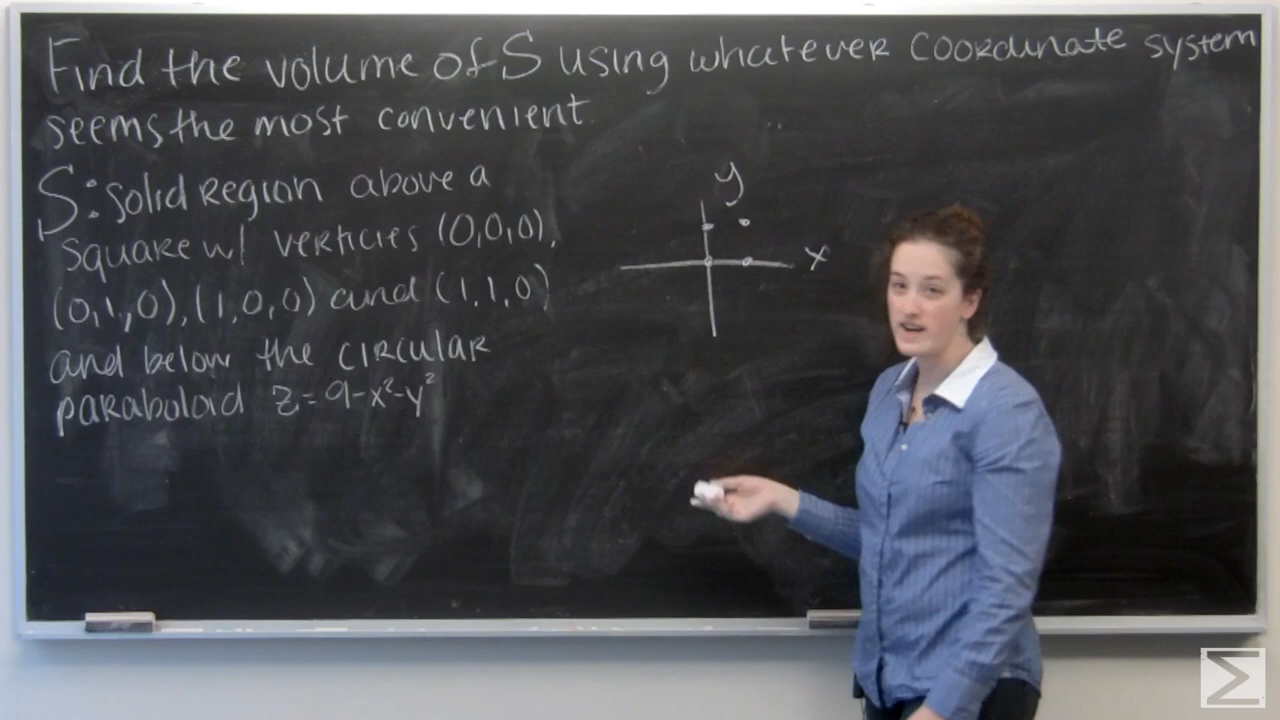 Find the volume of S using whatever coordinate system
seems the most convenient.
S: solid region above a
square w/ verticies (0,0,0),
(0,1,0), (1,0,0) and (1,1,0)
and below the circular
paraboloid z=9-x²-y²
y
x
Σ